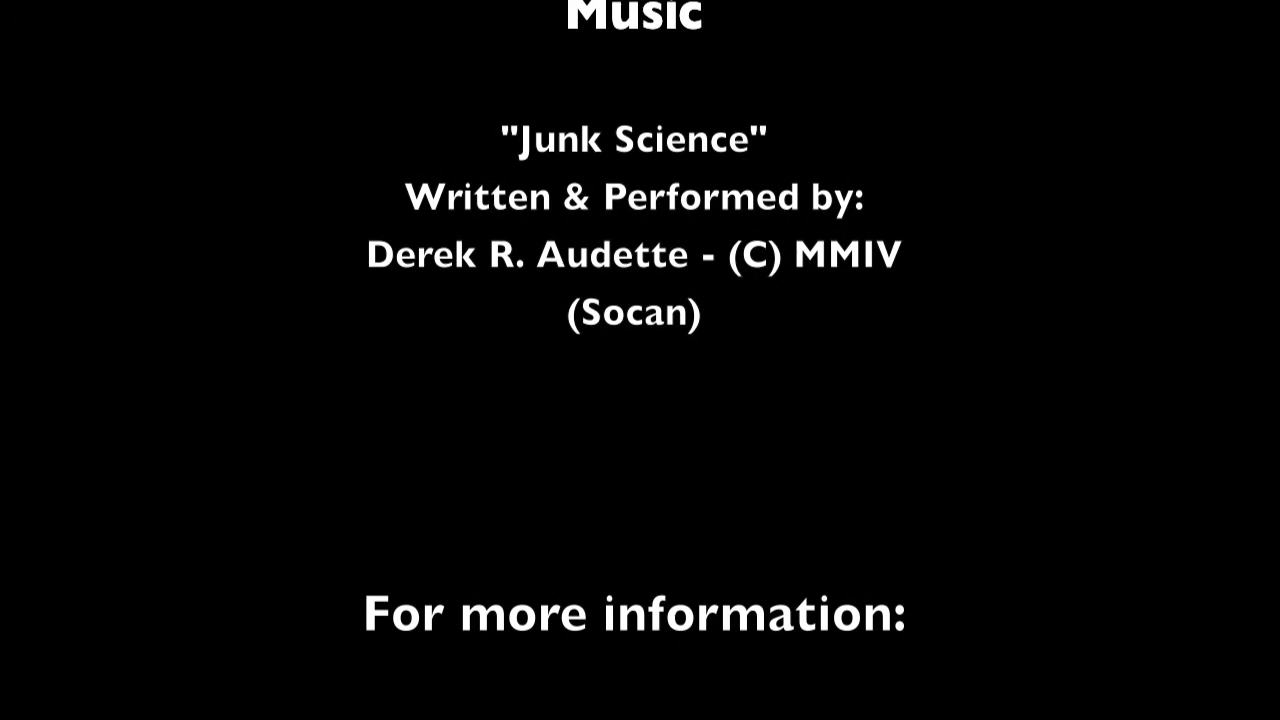 Music
"Junk Science"
Written & Performed by:
Derek R. Audette - (C) MMIV
(Socan)
For more information: